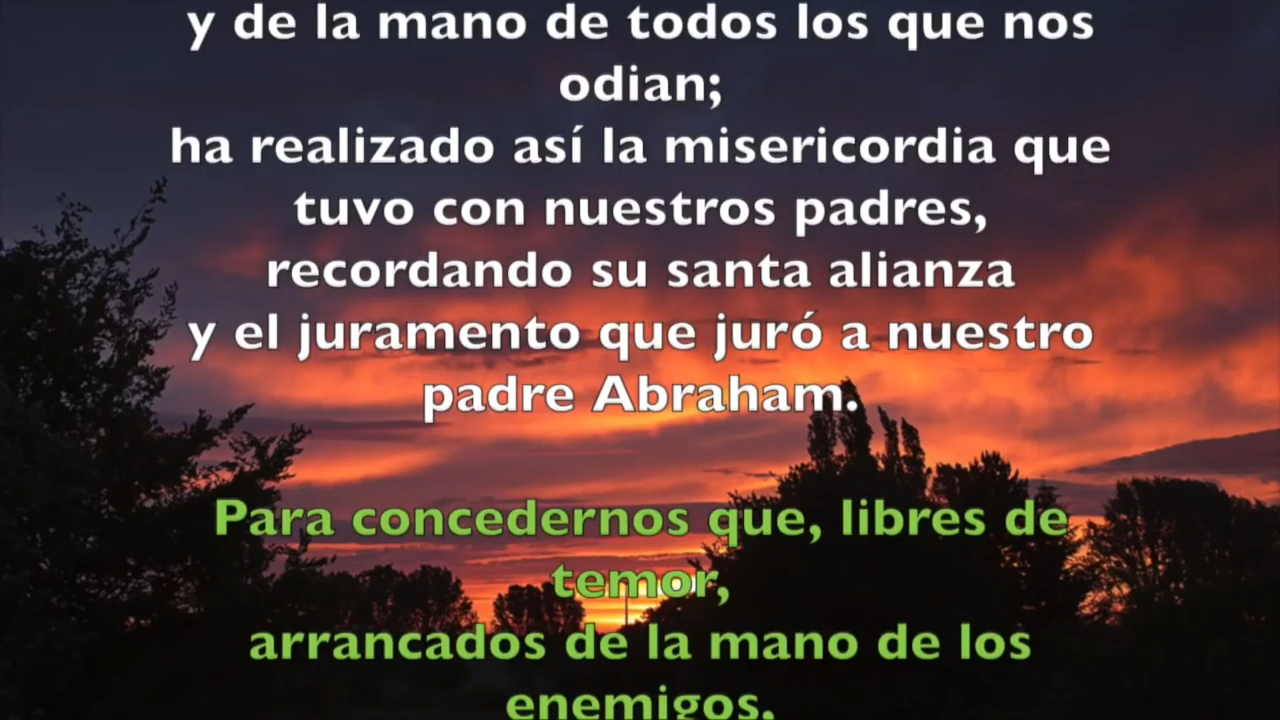 y de la mano de todos los que nos
odian;
ha realizado así la misericordia que
tuvo con nuestros padres,
recordando su santa alianza
y el juramento que juró a nuestro
padre Abraham.
Para concedernos que, libres de
temor,
arrancados de la mano de los
enemigos,